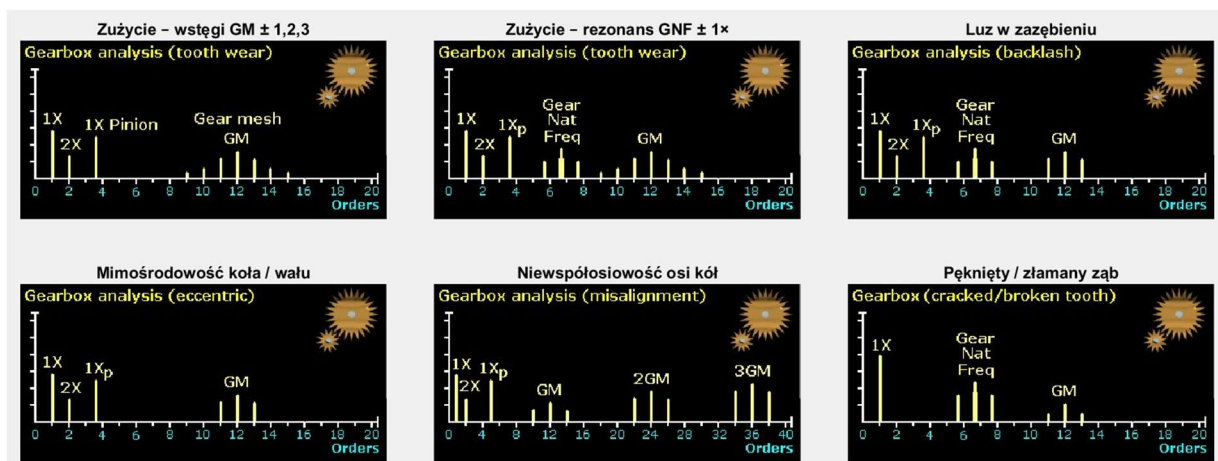 Zużycie – wstęgi GM ± 1,2,3
Gearbox analysis (tooth wear)
1X
2X
1X Pinion
Gear mesh
GM
0 2 4 6 8 10 12 14 16 18 20
Orders
Zużycie – rezonans GNF ± 1×
Gearbox analysis (tooth wear)
1X
2X
1Xp
Gear
Nat
Freq
GM
0 2 4 6 8 10 12 14 16 18 20
Orders
Luz w zazębieniu
Gearbox analysis (backlash)
1X
2X
1Xp
Gear
Nat
Freq
GM
0 2 4 6 8 10 12 14 16 18 20
Orders
Mimośrodowość koła / wału
Gearbox analysis (eccentric)
1X
2X
1Xp
GM
0 2 4 6 8 10 12 14 16 18 20
Orders
Niewspółosiowość osi kół
Gearbox analysis (misalignment)
1X
2X
1Xp
GM
2GM
3GM
0 4 8 12 16 20 24 28 32 36 40
Orders
Pęknięty / złamany ząb
Gearbox (cracked/broken tooth)
1X
Gear
Nat
Freq
GM
0 2 4 6 8 10 12 14 16 18 20
Orders